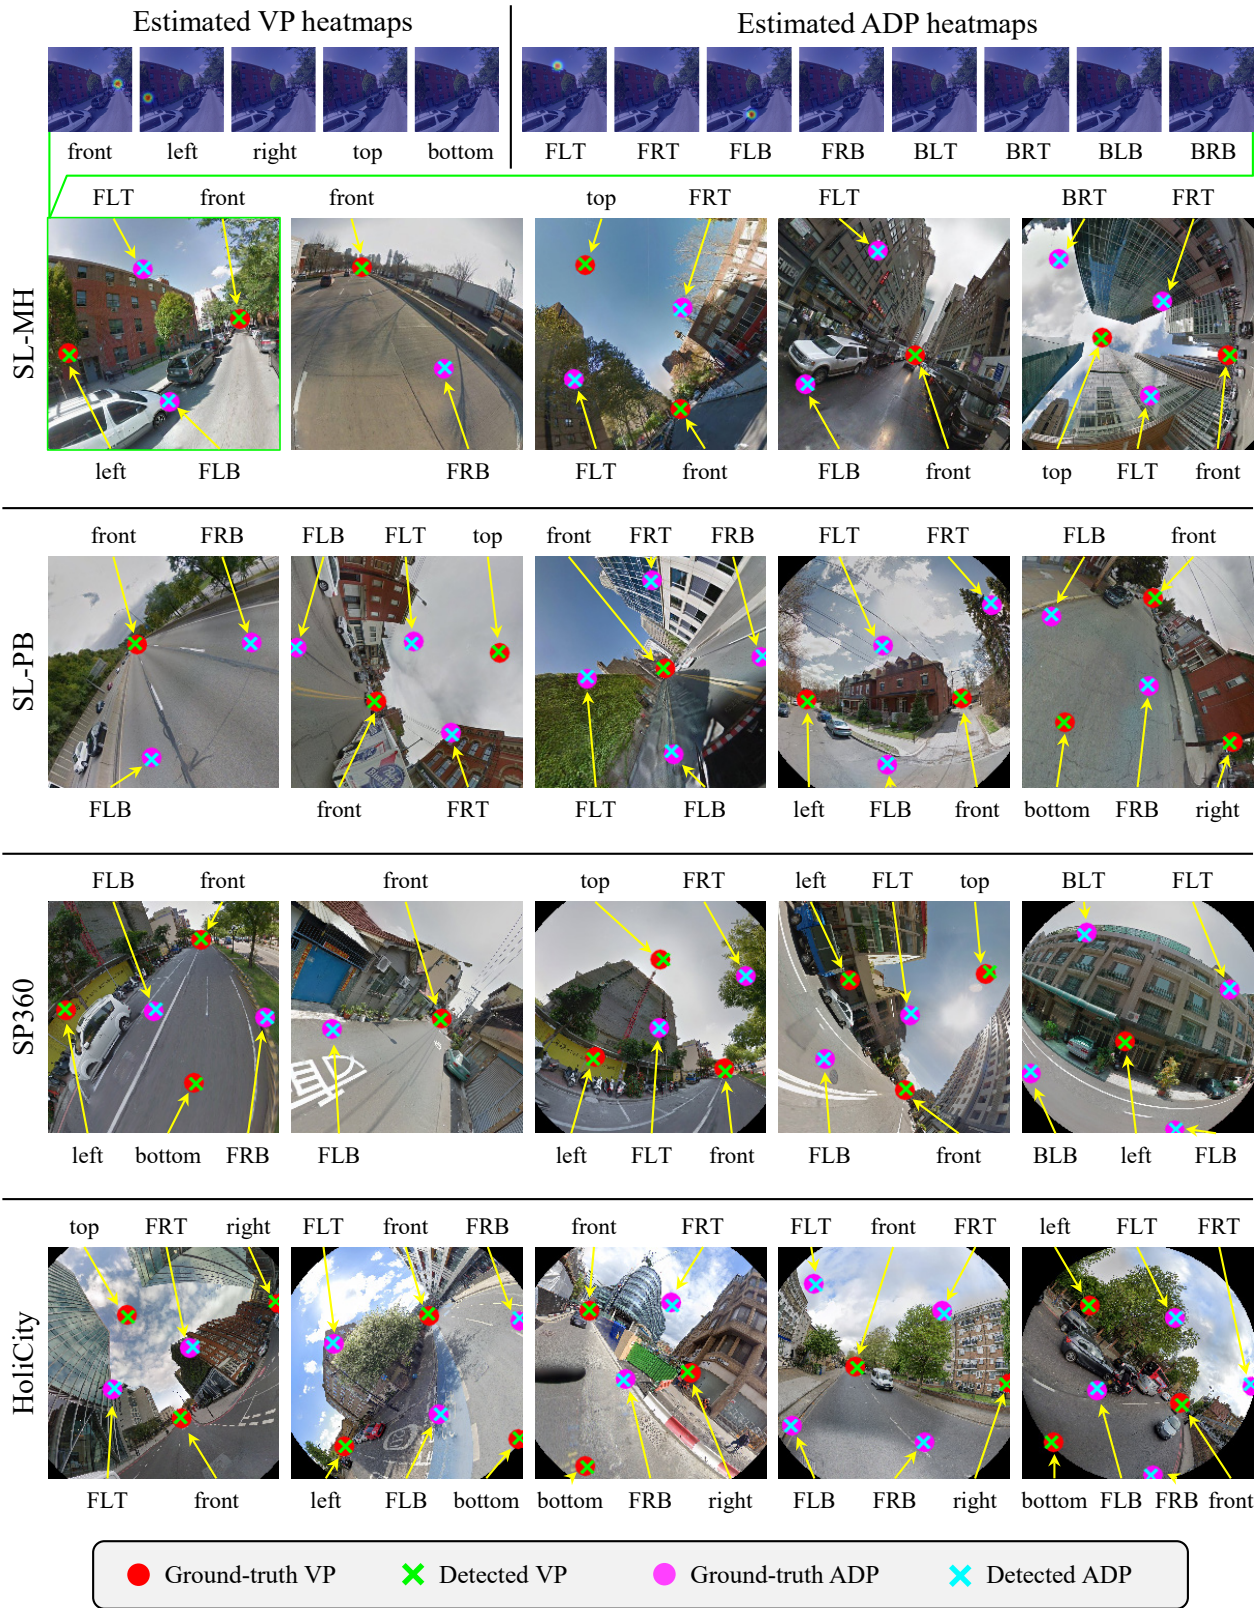 Estimated VP heatmaps Estimated ADP heatmaps
front left right top bottom FLT FRT FLB FRB BLT BRT BLB BRB
FLT front front top FRT FLT BRT FRT
SL-MH
left FLB FRB FLT front FLB front top FLT front
front FRB FLB FLT top front FRT FRB FLT FRT FLB front
SL-PB
FLB front FRT FLT FLB left FLB front bottom FRB right
FLB front front top FRT left FLT top BLT FLT
SP360
left bottom FRB FLB left FLT front FLB front BLB left FLB
top FRT right FLT front FRB front FRT FLT front FRT left FLT FRT
HoliCity
FLT front left FLB bottom bottom FRB right FLB FRB right bottom FLB FRB front
Ground-truth VP Detected VP Ground-truth ADP Detected ADP